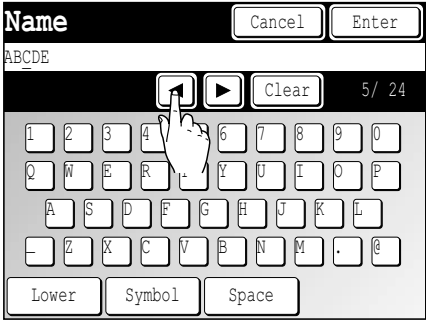 Name Cancel Enter
ABCDE
◄ ► Clear 5/ 24
1 2 3 4 6 7 8 9 0
Q W E R Y U I O P
A S D F G H J K L
_ Z X C V B N M . @
Lower Symbol Space